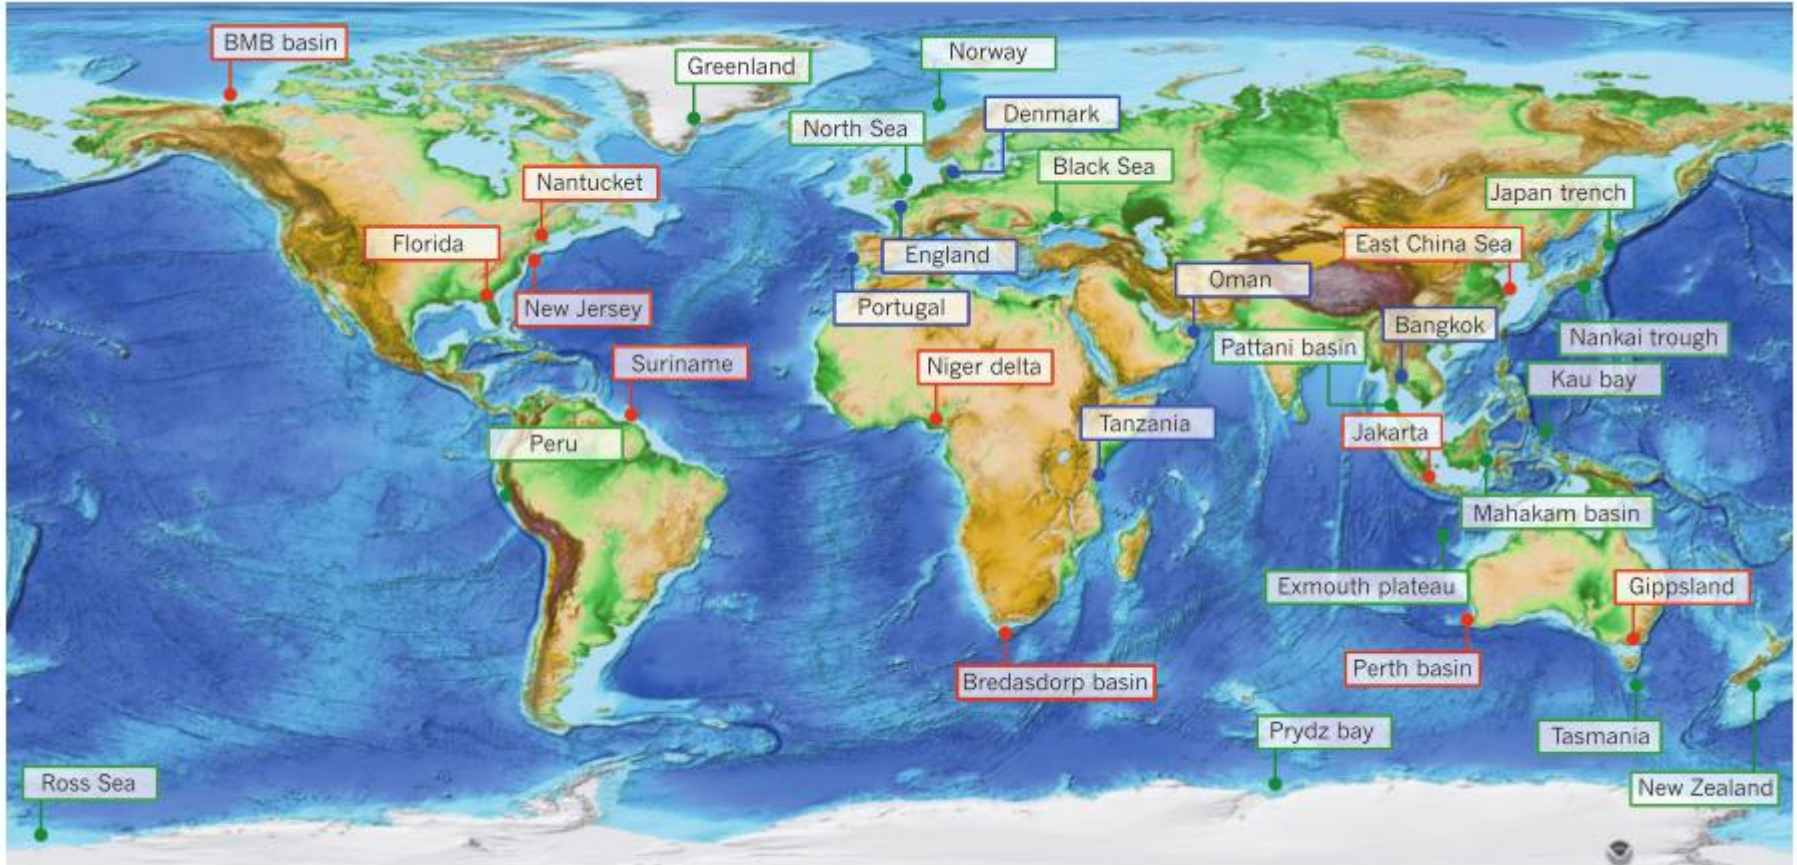 BMB basin
Norway
Greenland
Denmark
North Sea
Black Sea
Nantucket
Japan trench
Florida
East China Sea
England
Oman
New Jersey
Portugal
Bangkok
Nankai trough
Pattani basin
Suriname
Niger delta
Kau bay
Tanzania
Jakarta
Peru
Mahakam basin
Exmouth plateau
Gippsland
Perth basin
Bredasdorp basin
Prydz bay
Tasmania
Ross Sea
New Zealand